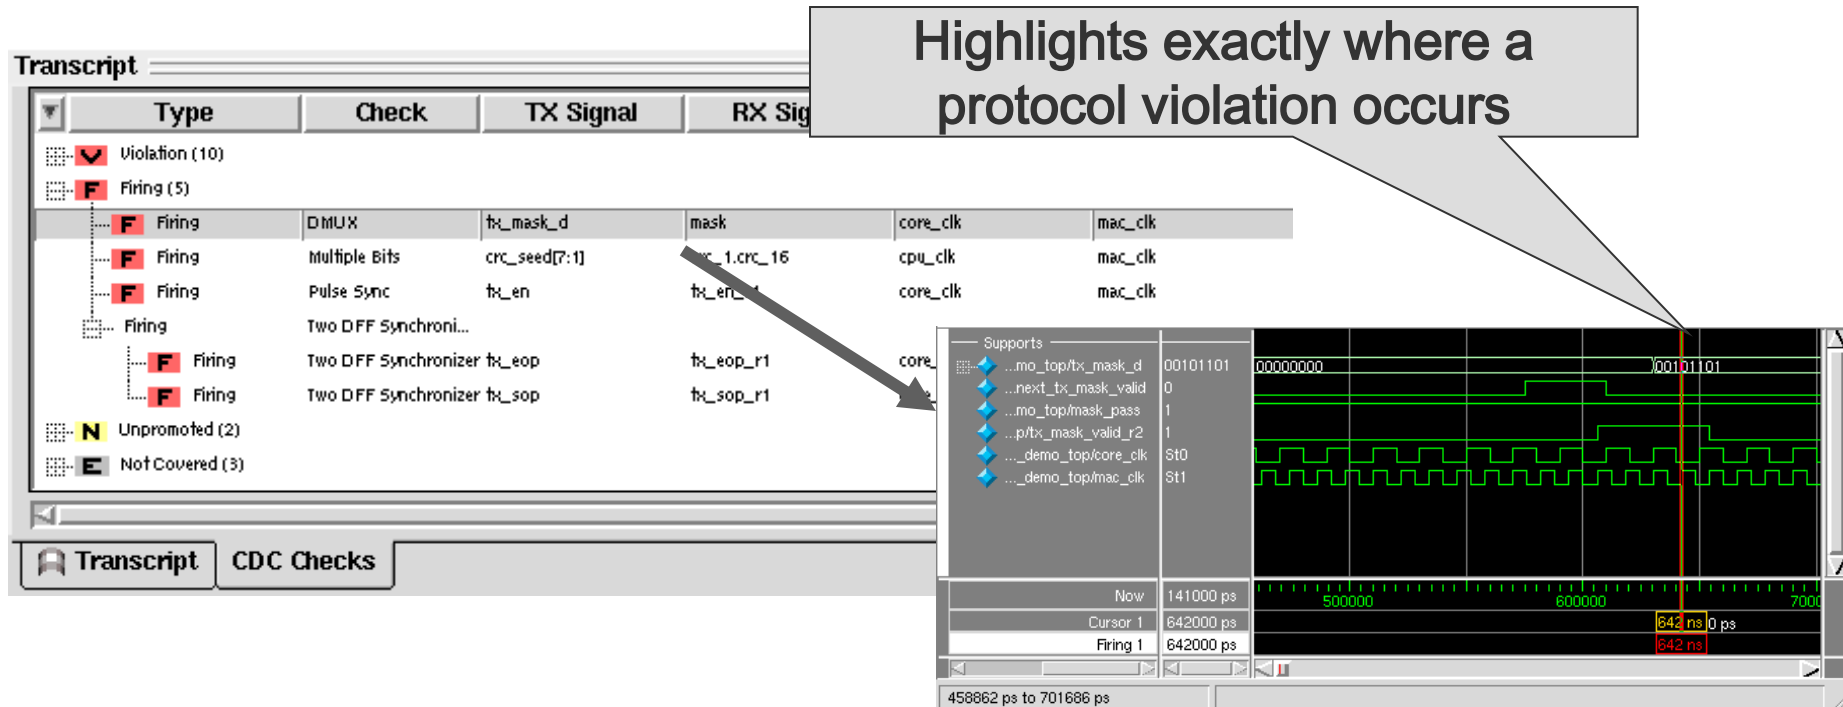 Highlights exactly where a
protocol violation occurs
Transcript
Type Check TX Signal RX Sig
V Violation (10)
F Firing (5)
F Firing DMUX tx_mask_d mask core_clk mac_clk
F Firing Multiple Bits crc_seed[7:1] _1.crc_16 cpu_clk mac_clk
F Firing Pulse Sync tx_en tx_en core_clk mac_clk
Firing Two DFF Synchroni...
F Firing Two DFF Synchronizer tx_eop tx_eop_r1 core_
F Firing Two DFF Synchronizer tx_sop tx_sop_r1
N Unpromoted (2)
E Not Covered (3)
Transcript CDC Checks
Supports
...mo_top/tx_mask_d 00101101 00000000 00101101
...next_tx_mask_valid 0
...mo_top/mask_pass 1
...p/tx_mask_valid_r2 1
..._demo_top/core_clk St0
..._demo_top/mac_clk St1
Now 141000 ps 500000 600000 7000
Cursor 1 642000 ps 642 ns 0 ps
Firing 1 642000 ps 642 ns
458862 ps to 701686 ps